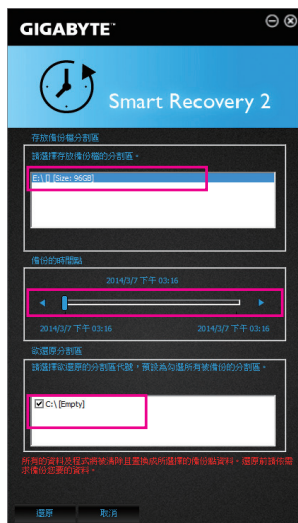 GIGABYTE™
Smart Recovery 2
存放備份檔分割區
請選擇存放備份檔的分割區。
E:\ [] [Size: 96GB]
備份的時間點
2014/3/7 下午 03:16
2014/3/7 下午 03:16
2014/3/7 下午 03:16
欲還原分割區
請選擇欲還原的分割區代號，預設為勾選所有被備份的分割區。
C:\ [Empty]
所有的資料及程式將被清除且置換成所選擇的備份點資料。還原前請依需
求備份您要的資料。
還原
取消